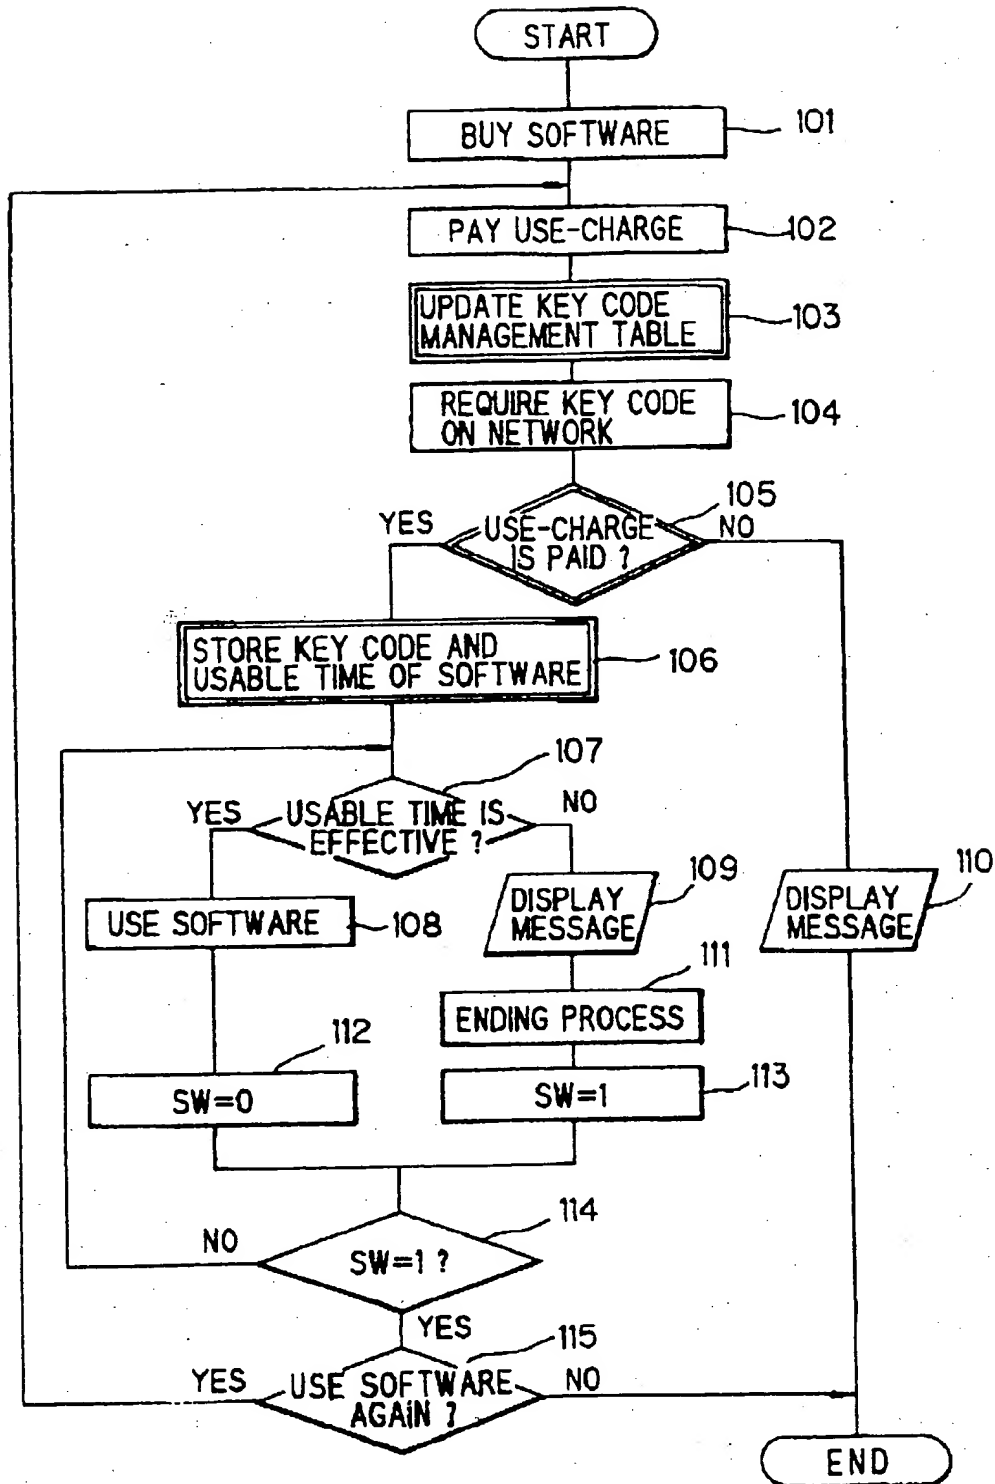 START
BUY SOFTWARE
101
PAY USE-CHARGE
102
UPDATE KEY CODE
MANAGEMENT TABLE
103
REQUIRE KEY CODE
ON NETWORK
104
105
YES
USE-CHARGE
IS PAID ?
NO
STORE KEY CODE AND
USABLE TIME OF SOFTWARE
106
107
YES
USABLE TIME IS
EFFECTIVE ?
NO
USE SOFTWARE
108
DISPLAY
MESSAGE
109
DISPLAY
MESSAGE
110
111
ENDING PROCESS
112
SW=0
SW=1
113
114
NO
SW=1 ?
YES
115
YES
USE SOFTWARE
AGAIN ?
NO
END